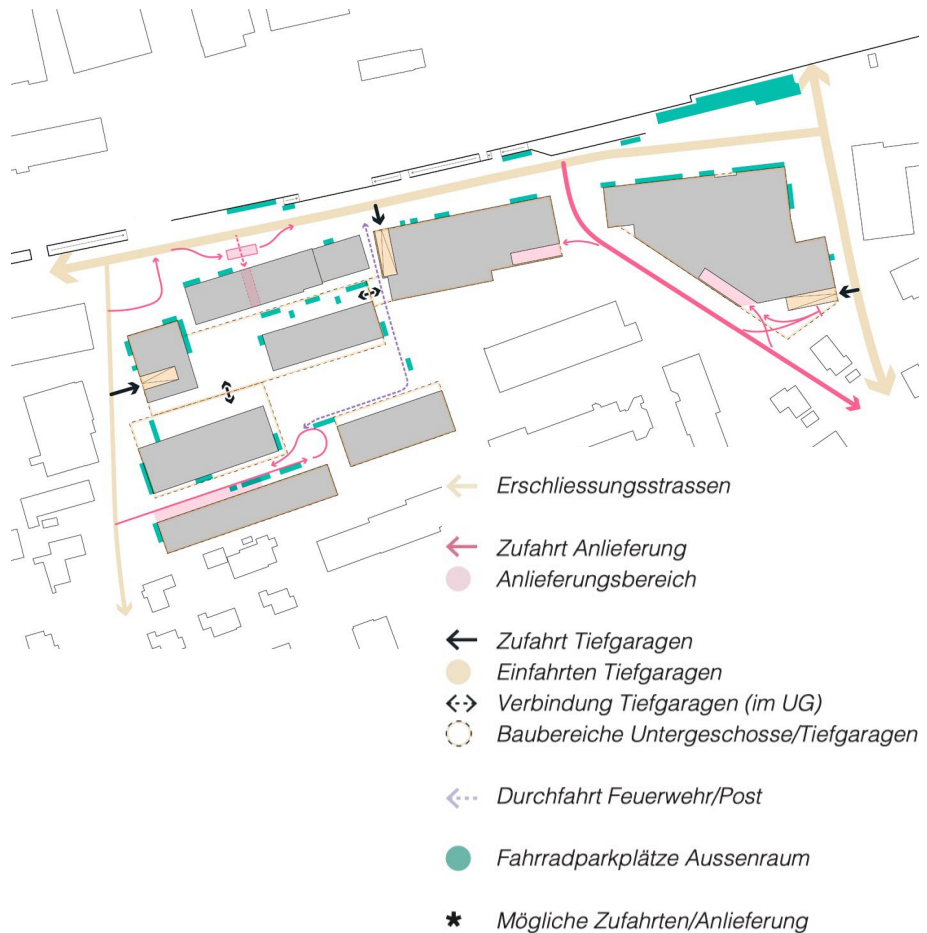 Erschliessungsstrassen
Zufahrt Anlieferung
Anlieferungsbereich
Zufahrt Tiefgaragen
Einfahrten Tiefgaragen
Verbindung Tiefgaragen (im UG)
Baubereiche Untergeschosse/Tiefgaragen
Durchfahrt Feuerwehr/Post
Fahrradparkplätze Aussenraum
Mögliche Zufahrten/Anlieferung